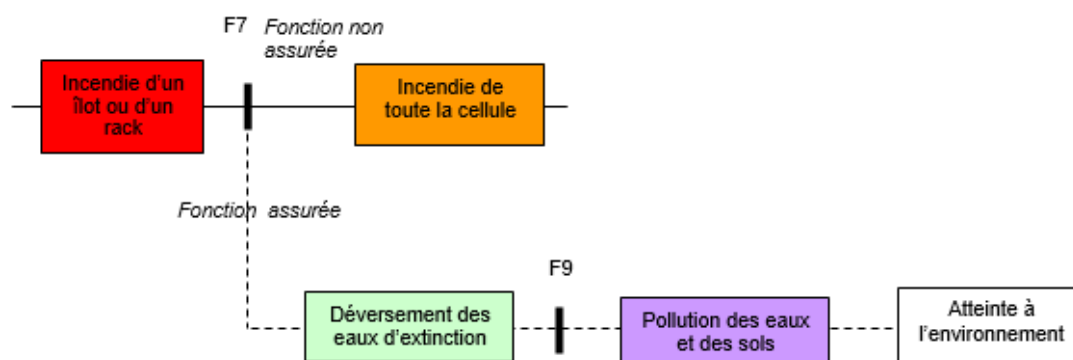 F7 Fonction non
assurée
Incendie d'un
îlot ou d'un
rack
Incendie de
toute la cellule
Fonction assurée
F9
Déversement des
eaux d'extinction
Pollution des eaux
et des sols
Atteinte à
l'environnement